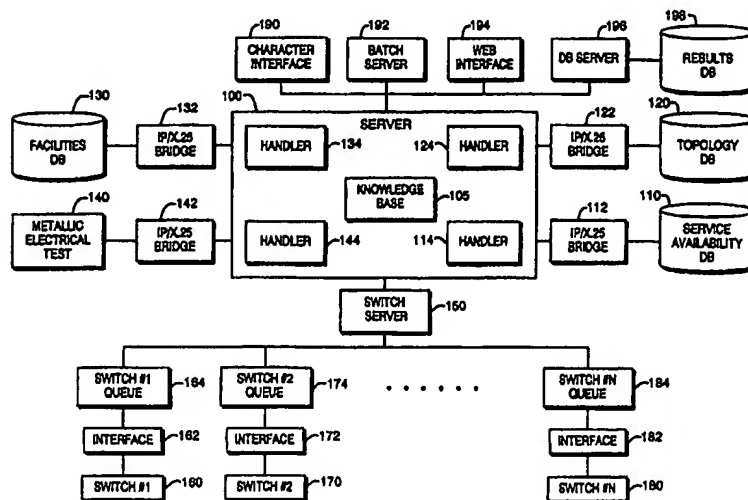 190
192
194
196
198
CHARACTER
INTERFACE
BATCH
SERVER
WEB
INTERFACE
DB SERVER
RESULTS
DB
130
132
100
SERVER
122
120
FACILITIES
DB
IP/X.25
BRIDGE
HANDLER
134
124
HANDLER
IP/X.25
BRIDGE
TOPOLOGY
DB
KNOWLEDGE
BASE
105
140
142
112
110
METALLIC
ELECTRICAL
TEST
IP/X.25
BRIDGE
HANDLER
144
114
HANDLER
IP/X.25
BRIDGE
SERVICE
AVAILABILITY
DB
SWITCH
SERVER
150
SWITCH #1
QUEUE
164
SWITCH #2
QUEUE
174
. . . . . .
SWITCH #N
QUEUE
184
INTERFACE
162
INTERFACE
172
INTERFACE
182
SWITCH #1
160
SWITCH #2
170
SWITCH #N
180